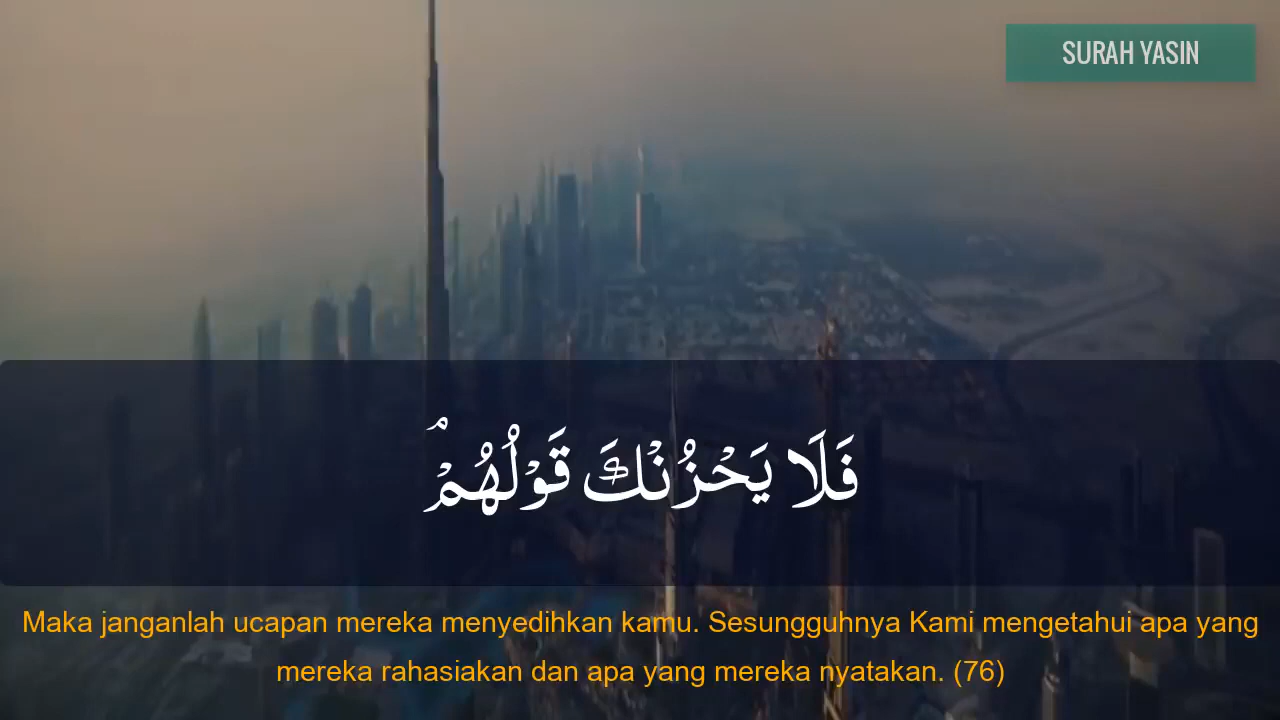 SURAH YASIN
فَلَا يَحْزُنْكَ قَوْلُهُمْۘ
Maka janganlah ucapan mereka menyedihkan kamu. Sesungguhnya Kami mengetahui apa yang
mereka rahasiakan dan apa yang mereka nyatakan. (76)